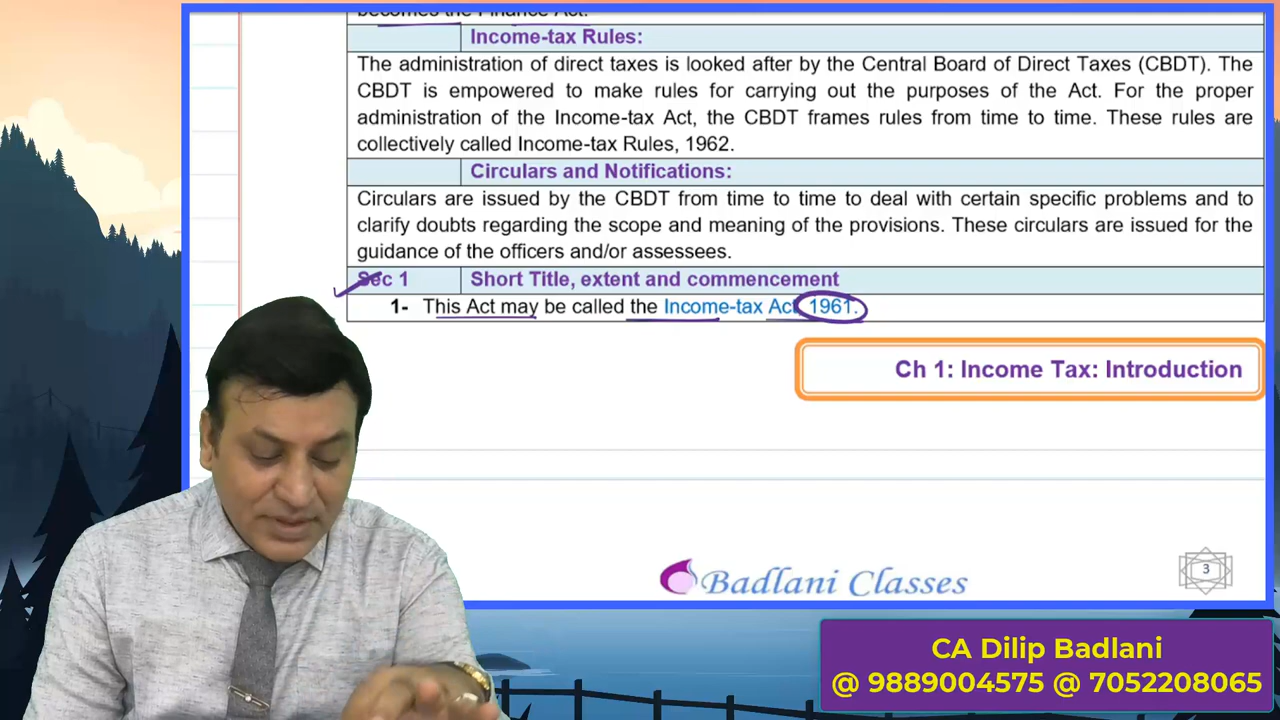 becomes the Finance Act.
Income-tax Rules:
The administration of direct taxes is looked after by the Central Board of Direct Taxes (CBDT). The
CBDT is empowered to make rules for carrying out the purposes of the Act. For the proper
administration of the Income-tax Act, the CBDT frames rules from time to time. These rules are
collectively called Income-tax Rules, 1962.
Circulars and Notifications:
Circulars are issued by the CBDT from time to time to deal with certain specific problems and to
clarify doubts regarding the scope and meaning of the provisions. These circulars are issued for the
guidance of the officers and/or assessees.
Sec 1 Short Title, extent and commencement
1- This Act may be called the Income-tax Act 1961.
Ch 1: Income Tax: Introduction
Badlani Classes
3
CA Dilip Badlani
@ 9889004575 @ 7052208065